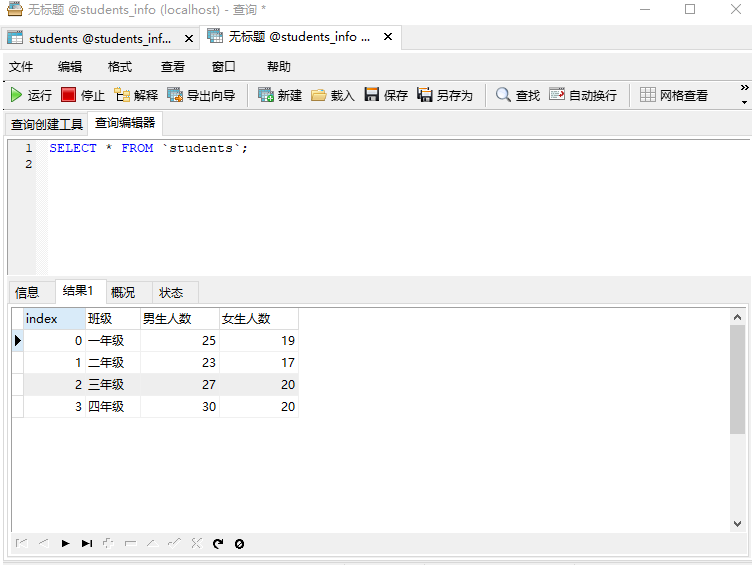 无标题 @students_info (localhost) - 查询 *
students @students_inf... 无标题 @students_info ...
文件 编辑 格式 查看 窗口 帮助
运行 停止 解释 导出向导 新建 载入 保存 另存为 查找 自动换行 网格查看
查询创建工具 查询编辑器
1 SELECT * FROM `students`;
2
信息 结果1 概况 状态
index 班级 男生人数 女生人数
0 一年级 25 19
1 二年级 23 17
2 三年级 27 20
3 四年级 30 20